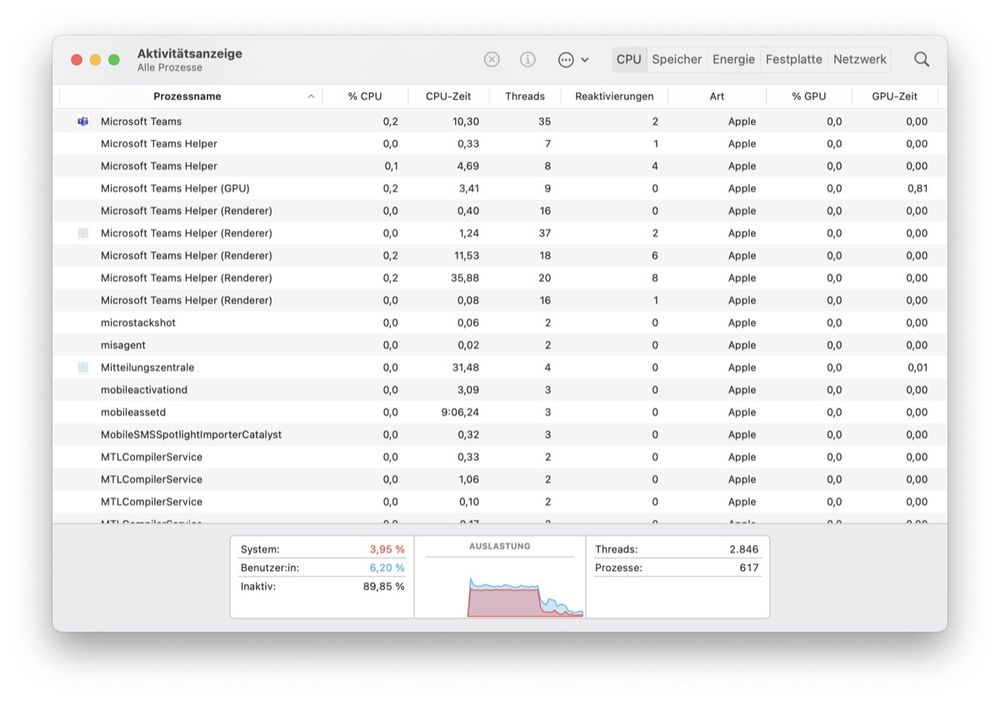 Aktivitätsanzeige
Alle Prozesse
CPU Speicher Energie Festplatte Netzwerk
Prozessname % CPU CPU-Zeit Threads Reaktivierungen Art % GPU GPU-Zeit
Microsoft Teams 0,2 10,30 35 2 Apple 0,0 0,00
Microsoft Teams Helper 0,0 0,33 7 1 Apple 0,0 0,00
Microsoft Teams Helper 0,1 4,69 8 4 Apple 0,0 0,00
Microsoft Teams Helper (GPU) 0,2 3,41 9 0 Apple 0,0 0,81
Microsoft Teams Helper (Renderer) 0,0 0,40 16 0 Apple 0,0 0,00
Microsoft Teams Helper (Renderer) 0,0 1,24 37 2 Apple 0,0 0,00
Microsoft Teams Helper (Renderer) 0,2 11,53 18 6 Apple 0,0 0,00
Microsoft Teams Helper (Renderer) 0,2 35,88 20 8 Apple 0,0 0,00
Microsoft Teams Helper (Renderer) 0,0 0,08 16 1 Apple 0,0 0,00
microstackshot 0,0 0,06 2 0 Apple 0,0 0,00
misagent 0,0 0,02 2 0 Apple 0,0 0,00
Mitteilungszentrale 0,0 31,48 4 0 Apple 0,0 0,01
mobileactivationd 0,0 3,09 3 0 Apple 0,0 0,00
mobileassetd 0,0 9:06,24 3 0 Apple 0,0 0,00
MobileSMSSpotlightImporterCatalyst 0,0 0,32 3 0 Apple 0,0 0,00
MTLCompilerService 0,0 0,33 2 0 Apple 0,0 0,00
MTLCompilerService 0,0 1,06 2 0 Apple 0,0 0,00
MTLCompilerService 0,0 0,10 2 0 Apple 0,0 0,00
MTLCompilerService 0,0 0,17 2 0 Apple 0,0 0,00
System: 3,95 % AUSLASTUNG Threads: 2.846
Benutzer:in: 6,20 % Prozesse: 617
Inaktiv: 89,85 %